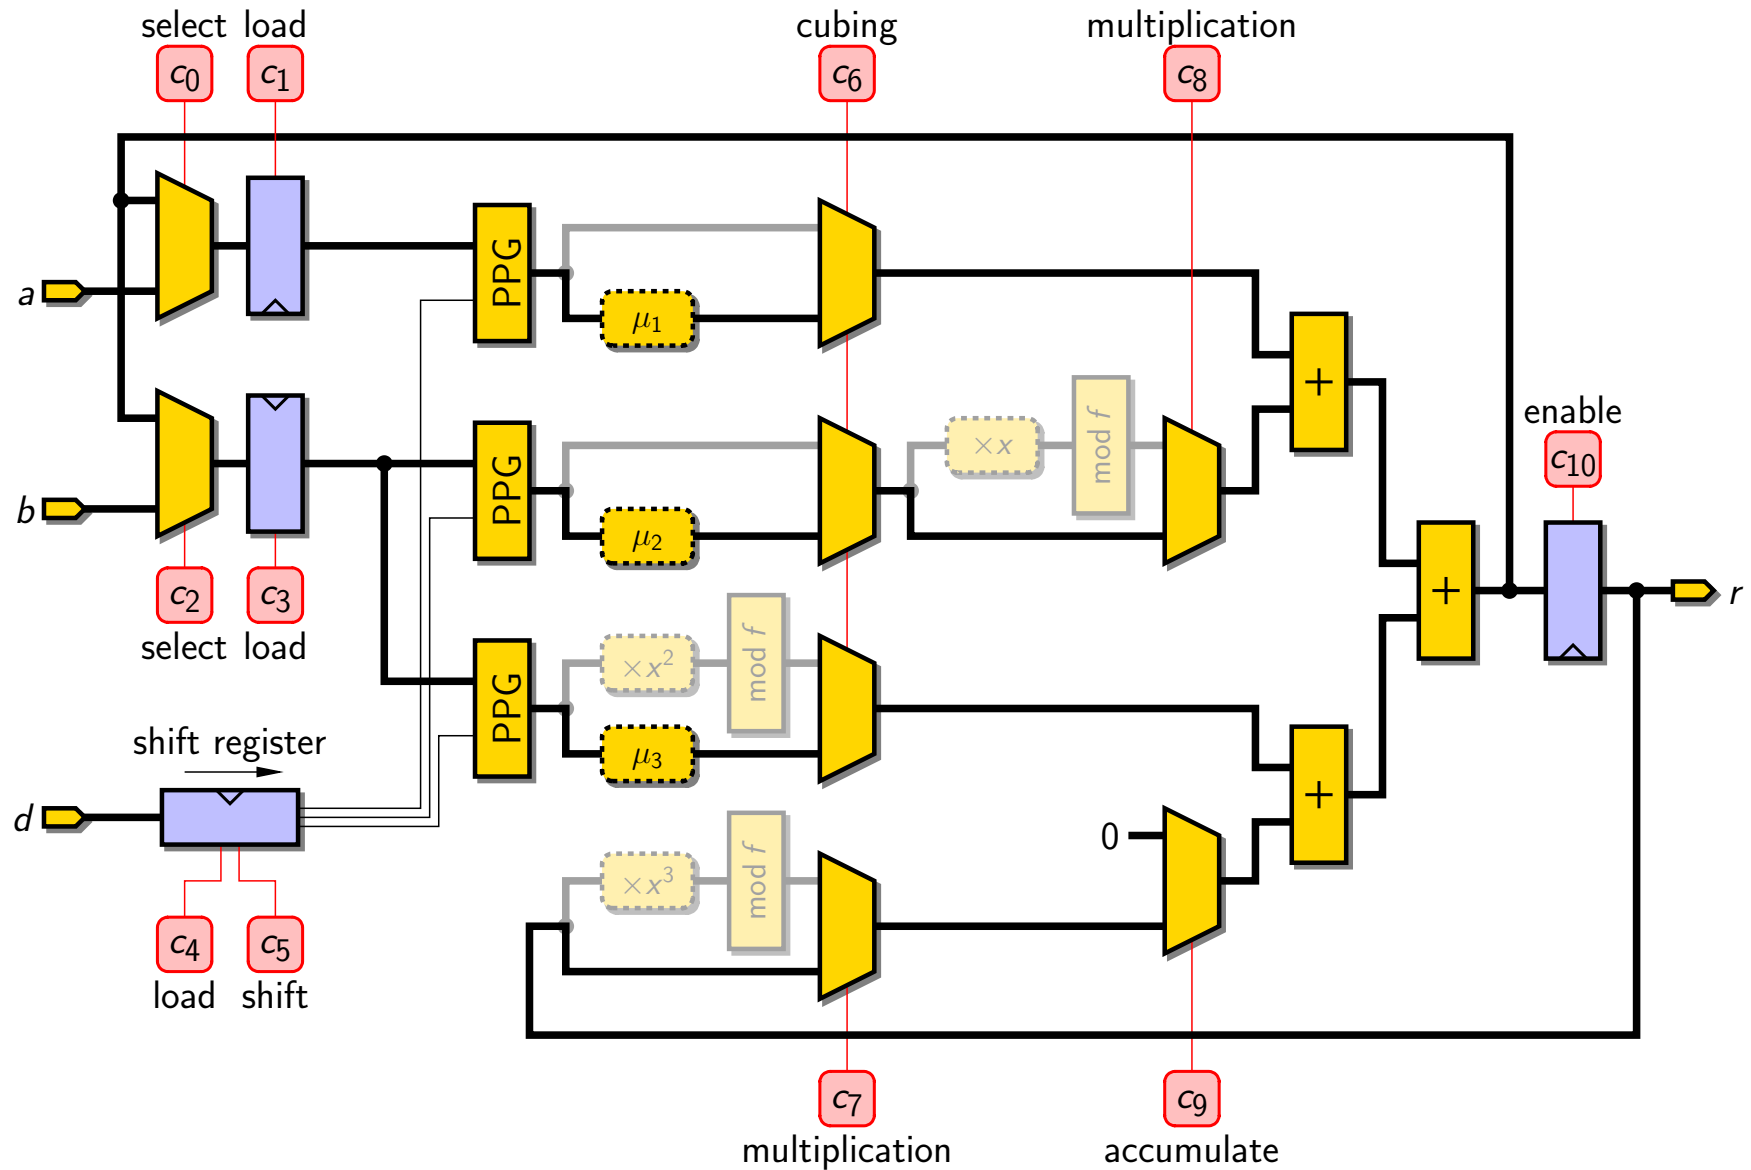 select load cubing multiplication
c0 c1 c6 c8
a
PPG
μ1
+
×x
mod f
enable
c10
b
PPG
μ2
c2 c3
select load
+
r
PPG
×x²
mod f
μ3
shift register
d
0
+
×x³
mod f
c4 c5
load shift
c7 c9
multiplication accumulate